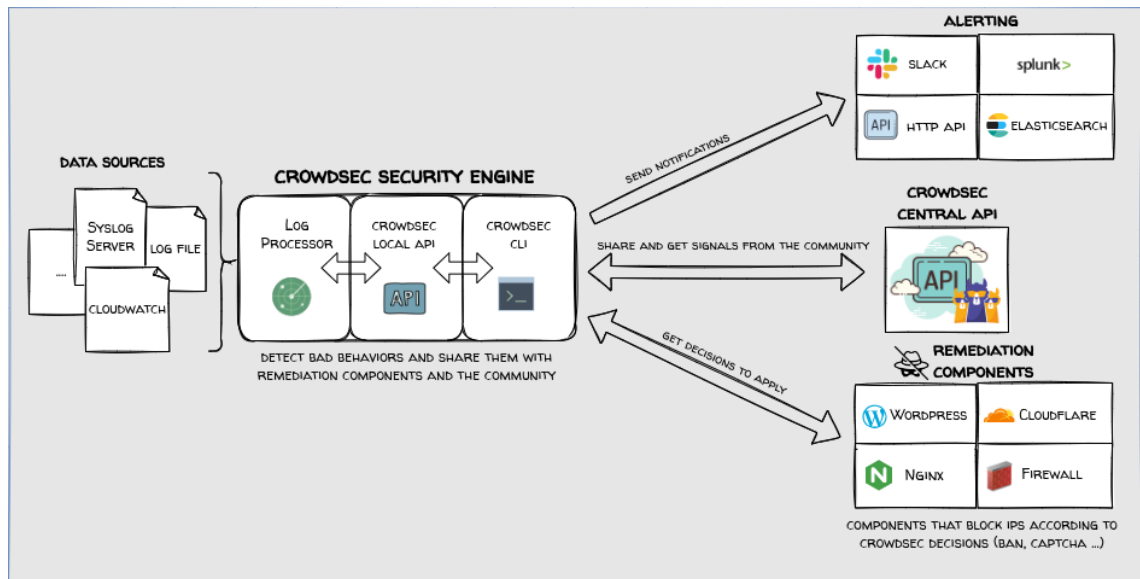 ALERTING
SLACK
splunk>
API
HTTP API
ELASTICSEARCH
DATA SOURCES
SYSLOG
SERVER
LOG FILE
.....
CLOUDWATCH
CROWDSEC SECURITY ENGINE
LOG
PROCESSOR
CROWDSEC
LOCAL API
API
CROWDSEC
CLI
>_
DETECT BAD BEHAVIORS AND SHARE THEM WITH
REMEDIATION COMPONENTS AND THE COMMUNITY
SEND NOTIFICATIONS
SHARE AND GET SIGNALS FROM THE COMMUNITY
GET DECISIONS TO APPLY
CROWDSEC
CENTRAL API
API
REMEDIATION
COMPONENTS
WORDPRESS
CLOUDFLARE
NGINX
FIREWALL
COMPONENTS THAT BLOCK IPS ACCORDING TO
CROWDSEC DECISIONS (BAN, CAPTCHA ...)